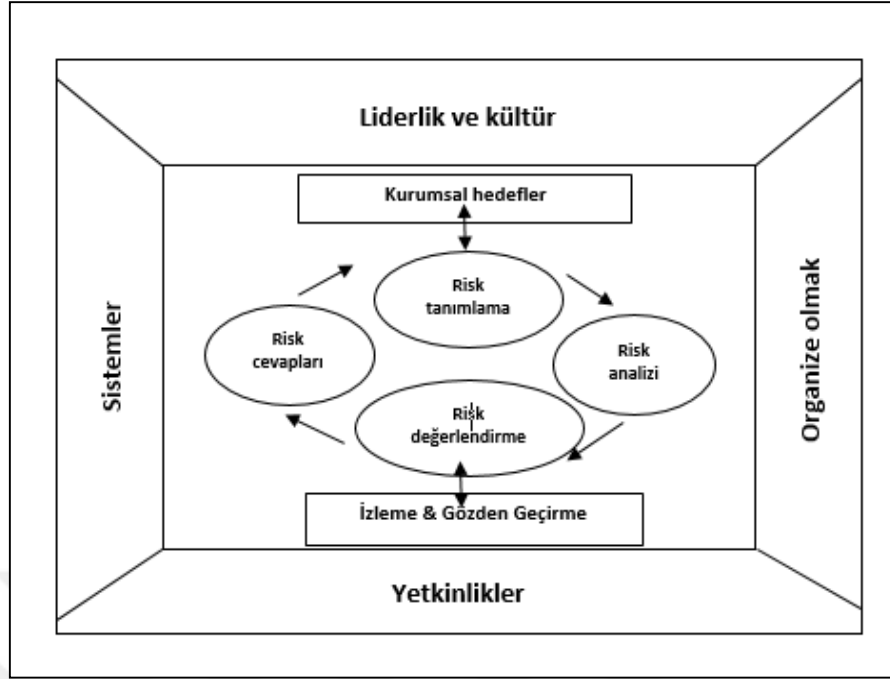 Liderlik ve kültür
Kurumsal hedefler
Risk
tanımlama
Risk
cevapları
Risk
analizi
Risk
değerlendirme
İzleme & Gözden Geçirme
Sistemler
Organize olmak
Yetkinlikler